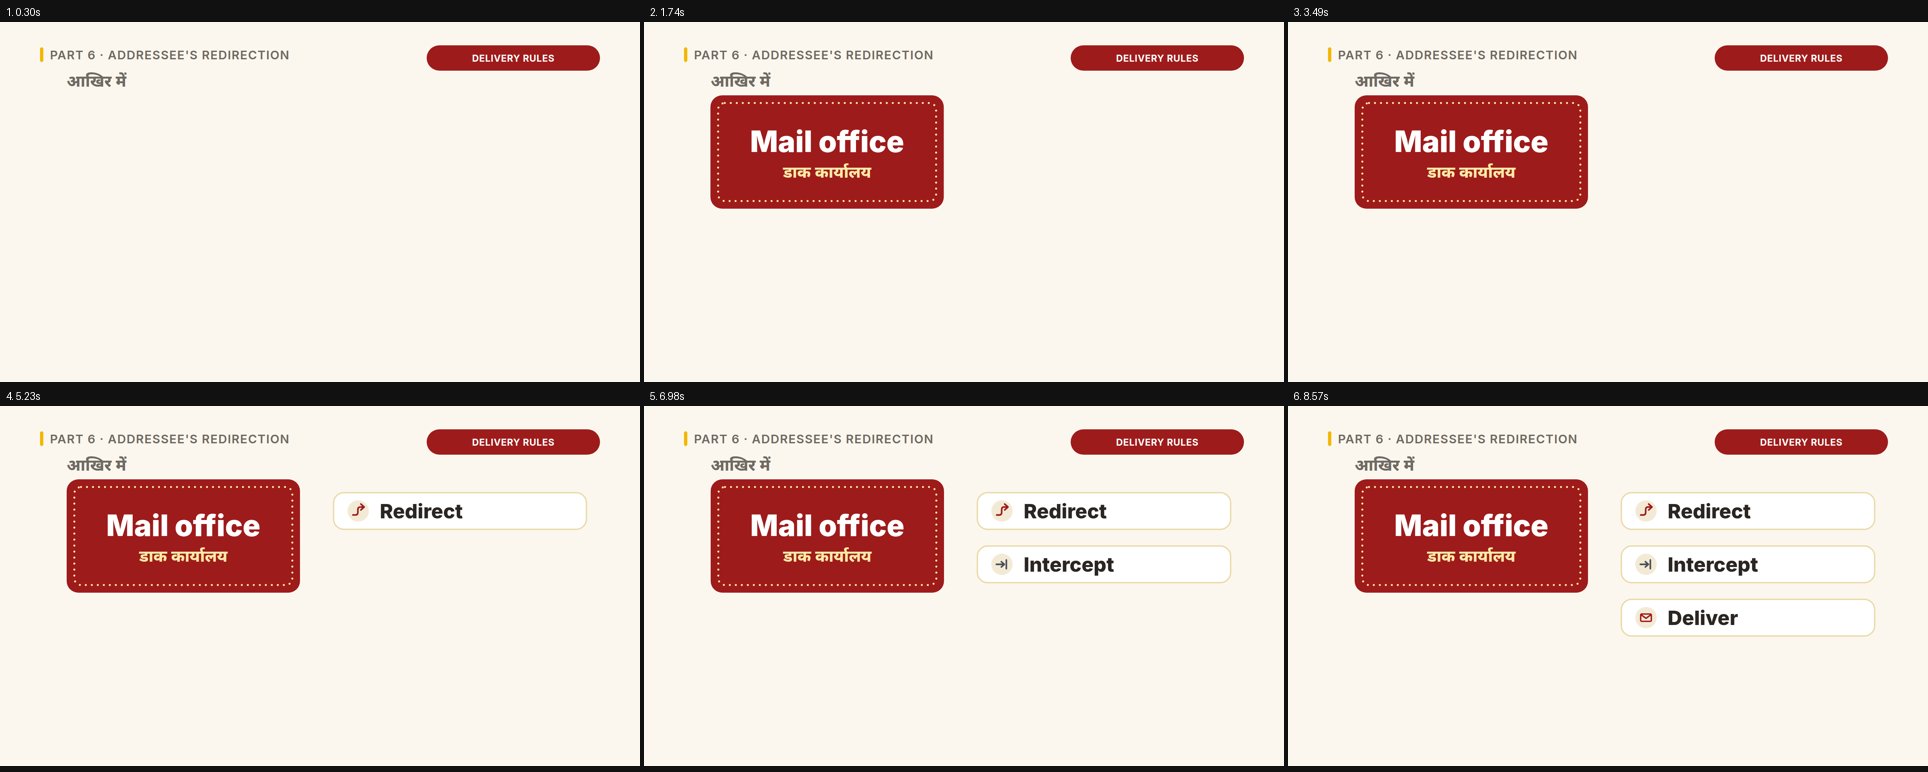 1. 0.30s
PART 6 · ADDRESSEE'S REDIRECTION
DELIVERY RULES
आखिर में
2. 1.74s
PART 6 · ADDRESSEE'S REDIRECTION
DELIVERY RULES
आखिर में
Mail office
डाक कार्यालय
3. 3.49s
PART 6 · ADDRESSEE'S REDIRECTION
DELIVERY RULES
आखिर में
Mail office
डाक कार्यालय
4. 5.23s
PART 6 · ADDRESSEE'S REDIRECTION
DELIVERY RULES
आखिर में
Mail office
डाक कार्यालय
Redirect
5. 6.98s
PART 6 · ADDRESSEE'S REDIRECTION
DELIVERY RULES
आखिर में
Mail office
डाक कार्यालय
Redirect
Intercept
6. 8.57s
PART 6 · ADDRESSEE'S REDIRECTION
DELIVERY RULES
आखिर में
Mail office
डाक कार्यालय
Redirect
Intercept
Deliver